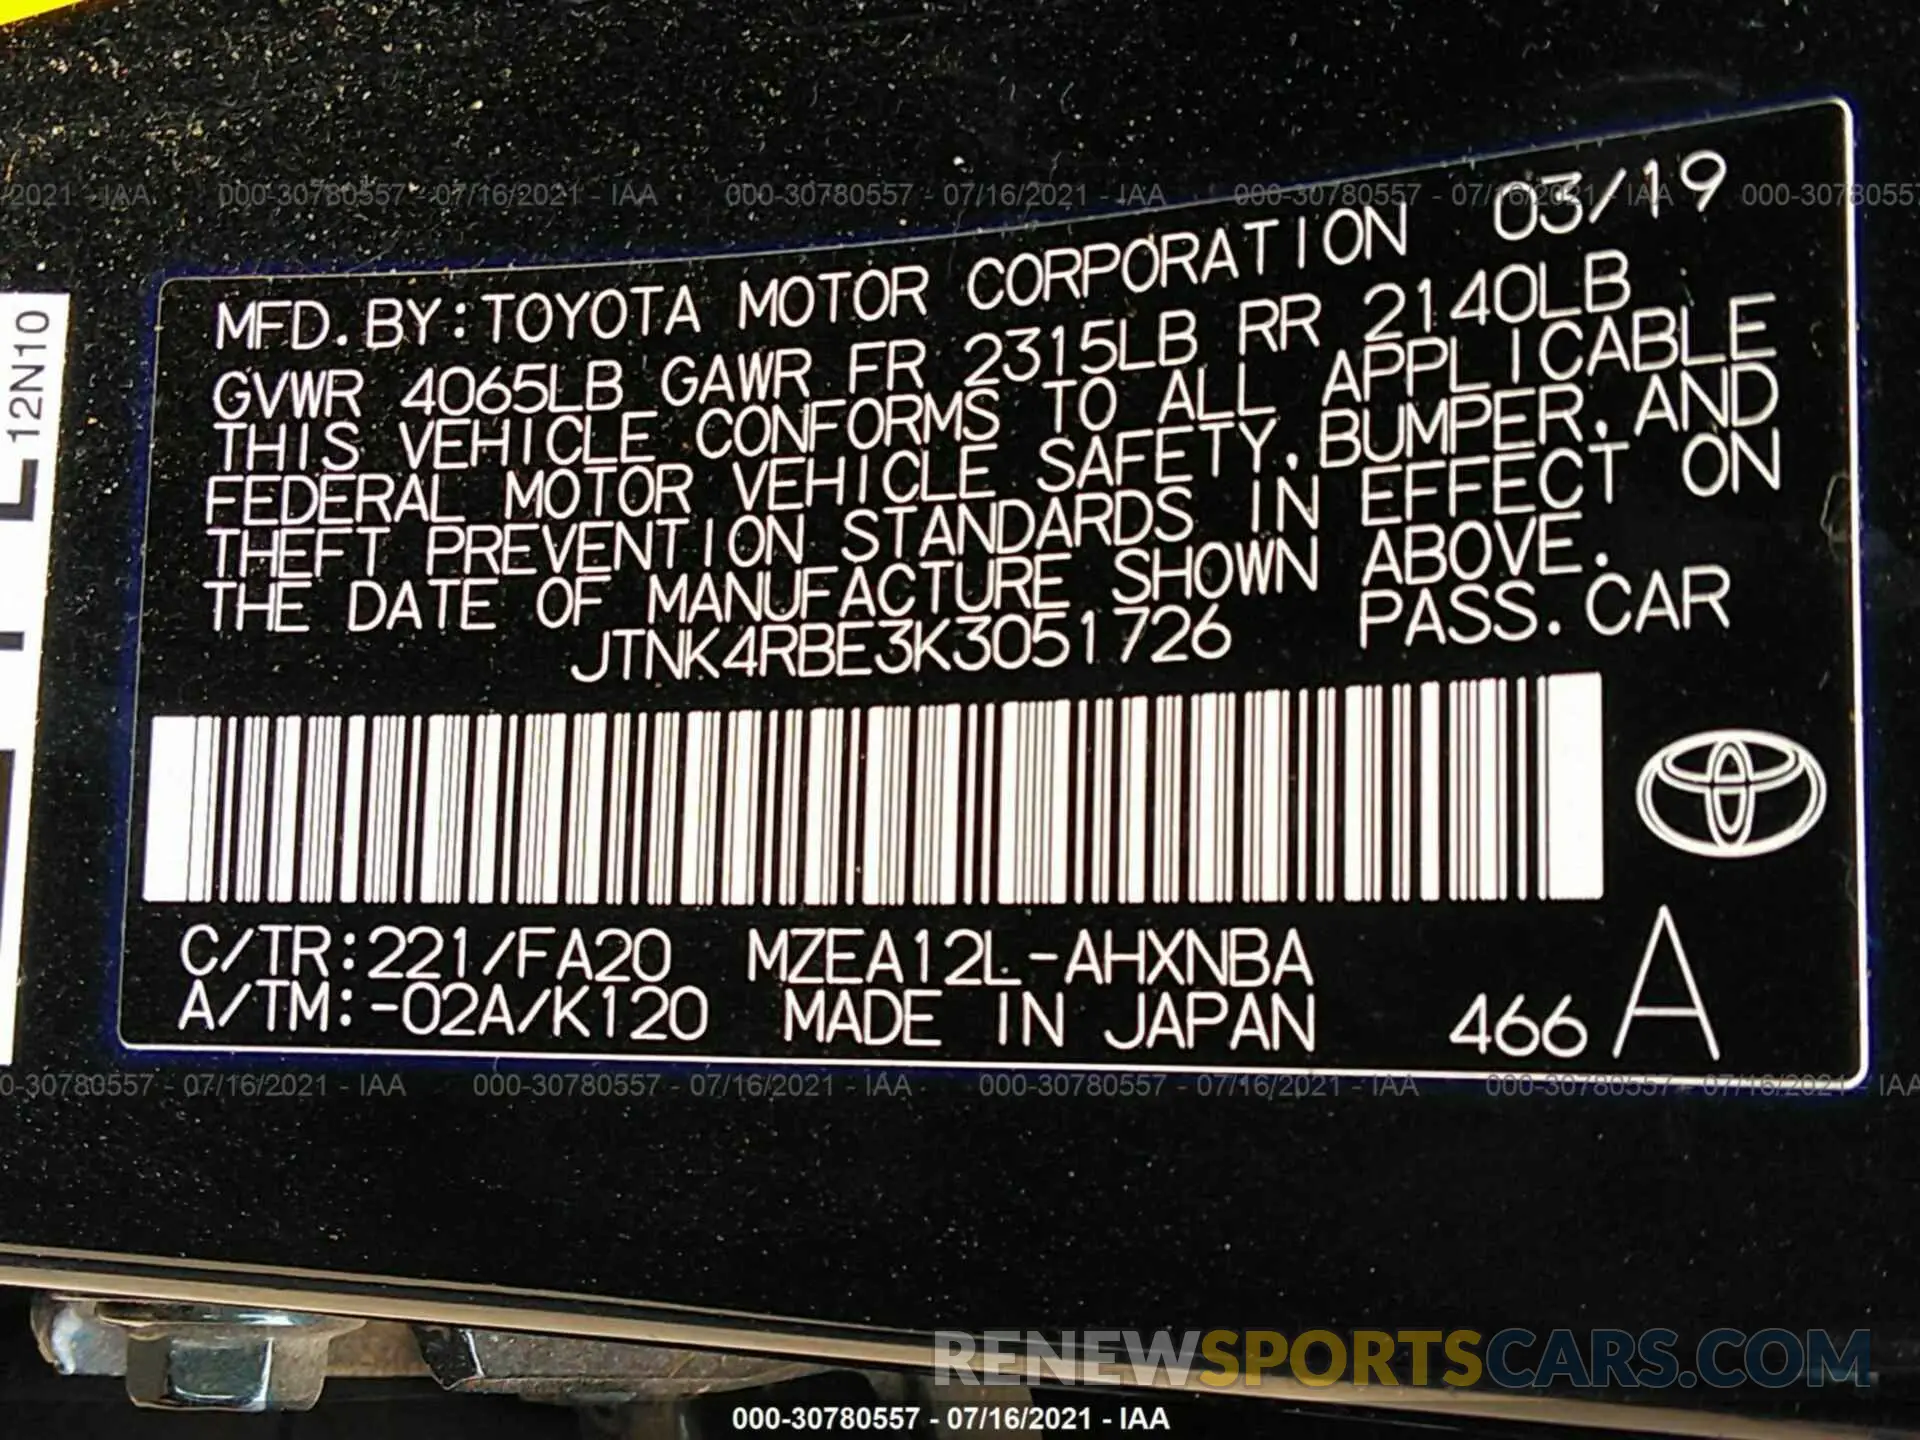 /2021 - IAA 000-30780557 - 07/16/2021 - IAA 000-30780557 - 07/16/2021 - IAA 000-30780557 - 07/16/2021 - IAA 000-30780557
12N10
MFD. BY: TOYOTA MOTOR CORPORATION 03/19
GVWR 4065LB GAWR FR 2315LB RR 2140LB
THIS VEHICLE CONFORMS TO ALL APPLICABLE
FEDERAL MOTOR VEHICLE SAFETY, BUMPER, AND
THEFT PREVENTION STANDARDS IN EFFECT ON
THE DATE OF MANUFACTURE SHOWN ABOVE.
JTNK4RBE3K3051726 PASS. CAR
C/TR: 221/FA20 MZEA12L-AHXNBA
A/TM: -02A/K120 MADE IN JAPAN 466 A
0-30780557 - 07/16/2021 - IAA 000-30780557 - 07/16/2021 - IAA 000-30780557 - 07/16/2021 - IAA 000-30780557 - 07/16/2021 - IAA
RENEWSPORTSCARS.COM
000-30780557 - 07/16/2021 - IAA